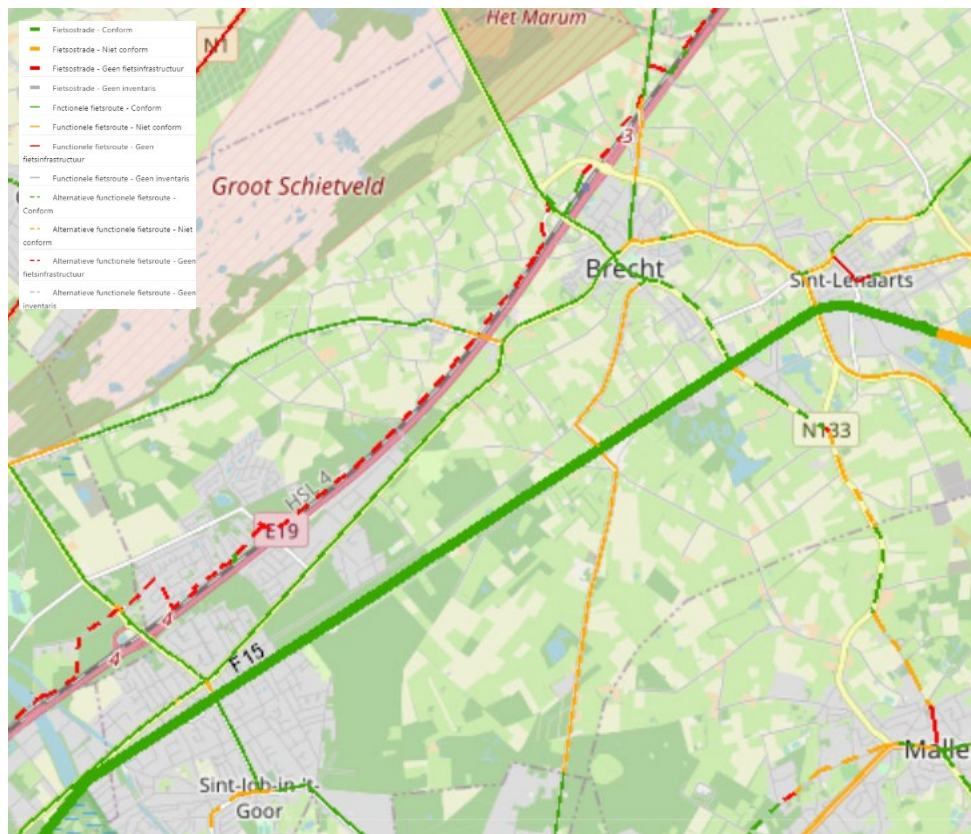 Het Marum
Fietsostrade - Conform
N1
Fietsostrade - Niet conform
Fietsostrade - Geen fietsinfrastructuur
Fietsostrade - Geen inventaris
Fnctionele fietsroute - Conform
Functionele fietsroute - Niet conform
3
Functionele fietsroute - Geen
fietsinfrastructuur
Functionele fietsroute - Geen inventaris
Groot Schietveld
Alternatieve functionele fietsroute -
Conform
Alternatieve functionele fietsroute - Niet
conform
Alternatieve functionele fietsroute - Geen
fietsinfrastructuur
Alternatieve functionele fietsroute - Geen
inventaris
Brecht
Sint-Lenaarts
N133
HSL 4
E19
4
4
F15
Malle
Sint-Job-in-'t-
Goor